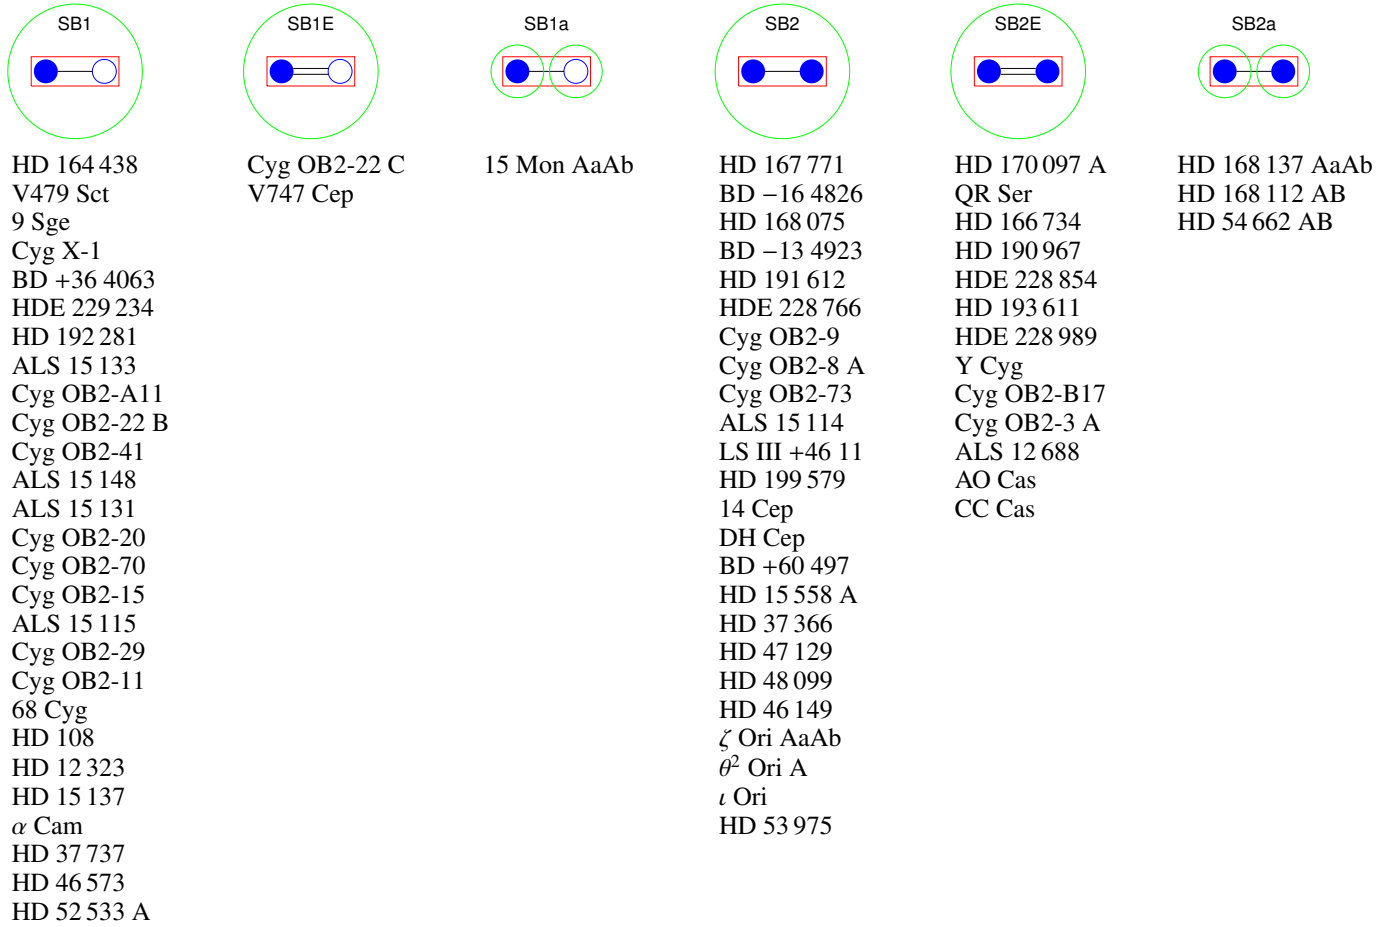 SB1
HD 164 438
V479 Sct
9 Sge
Cyg X-1
BD +36 4063
HDE 229 234
HD 192 281
ALS 15 133
Cyg OB2-A11
Cyg OB2-22 B
Cyg OB2-41
ALS 15 148
ALS 15 131
Cyg OB2-20
Cyg OB2-70
Cyg OB2-15
ALS 15 115
Cyg OB2-29
Cyg OB2-11
68 Cyg
HD 108
HD 12 323
HD 15 137
α Cam
HD 37 737
HD 46 573
HD 52 533 A
SB1E
Cyg OB2-22 C
V747 Cep
SB1a
15 Mon AaAb
SB2
HD 167 771
BD −16 4826
HD 168 075
BD −13 4923
HD 191 612
HDE 228 766
Cyg OB2-9
Cyg OB2-8 A
Cyg OB2-73
ALS 15 114
LS III +46 11
HD 199 579
14 Cep
DH Cep
BD +60 497
HD 15 558 A
HD 37 366
HD 47 129
HD 48 099
HD 46 149
ζ Ori AaAb
θ² Ori A
ι Ori
HD 53 975
SB2E
HD 170 097 A
QR Ser
HD 166 734
HD 190 967
HDE 228 854
HD 193 611
HDE 228 989
Y Cyg
Cyg OB2-B17
Cyg OB2-3 A
ALS 12 688
AO Cas
CC Cas
SB2a
HD 168 137 AaAb
HD 168 112 AB
HD 54 662 AB